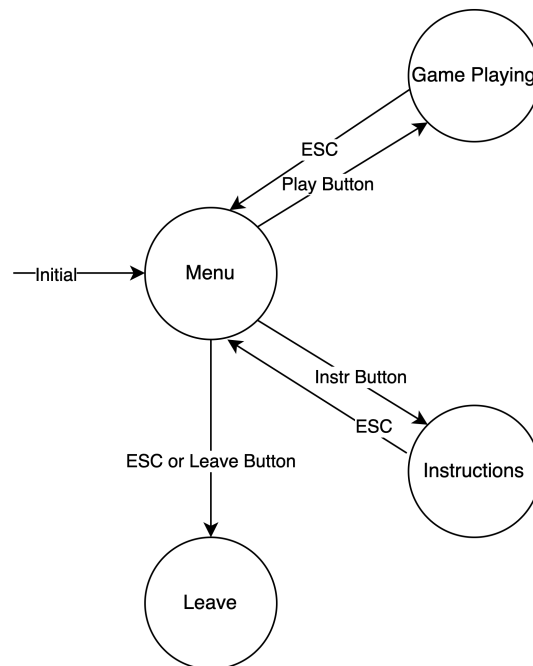 Game Playing
ESC
Play Button
Menu
Initial
Instr Button
ESC
ESC or Leave Button
Instructions
Leave